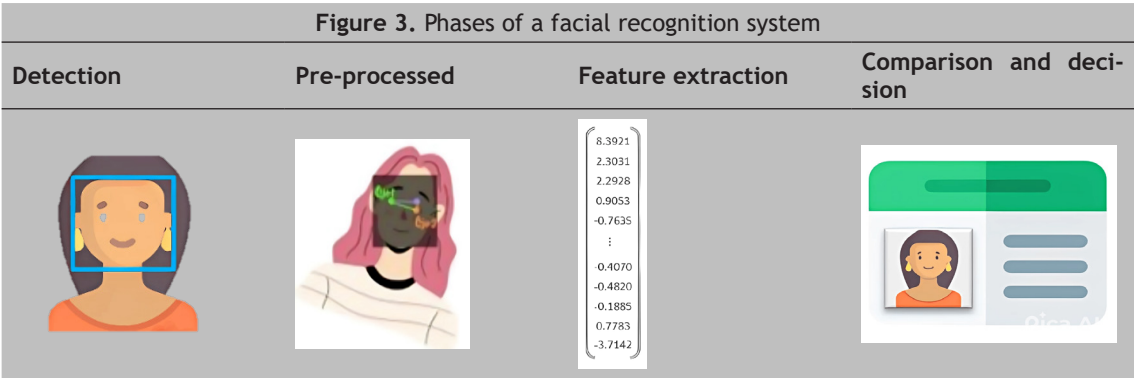 Figure 3. Phases of a facial recognition system
Detection
Pre-processed
Feature extraction
Comparison and deci-
sion
8.3921
2.3031
2.2928
0.9053
-0.7635
⋮
-0.4070
-0.4820
-0.1885
0.7783
-3.7142